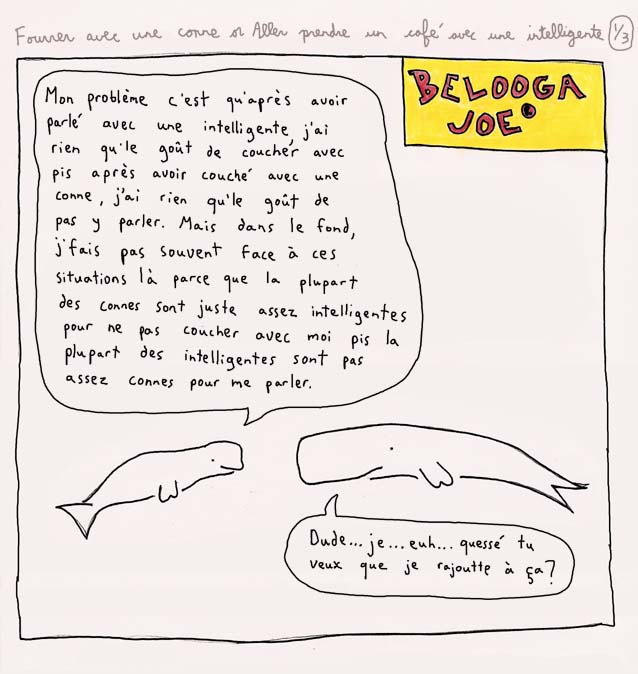 Fourrer avec une conne ou Aller prendre un café avec une intelligente 1/3
BELOOGA
JOE
Mon problème c'est qu'après avoir
parlé avec une intelligente, j'ai
rien qu'le goût de coucher avec
pis après avoir couché avec une
conne, j'ai rien qu'le goût de
pas y parler. Mais dans le fond,
j'fais pas souvent face à ces
situations là parce que la plupart
des connes sont juste assez intelligentes
pour ne pas coucher avec moi pis la
plupart des intelligentes sont pas
assez connes pour me parler.
Dude... je... euh... quessé tu
veux que je rajoutte à ça?